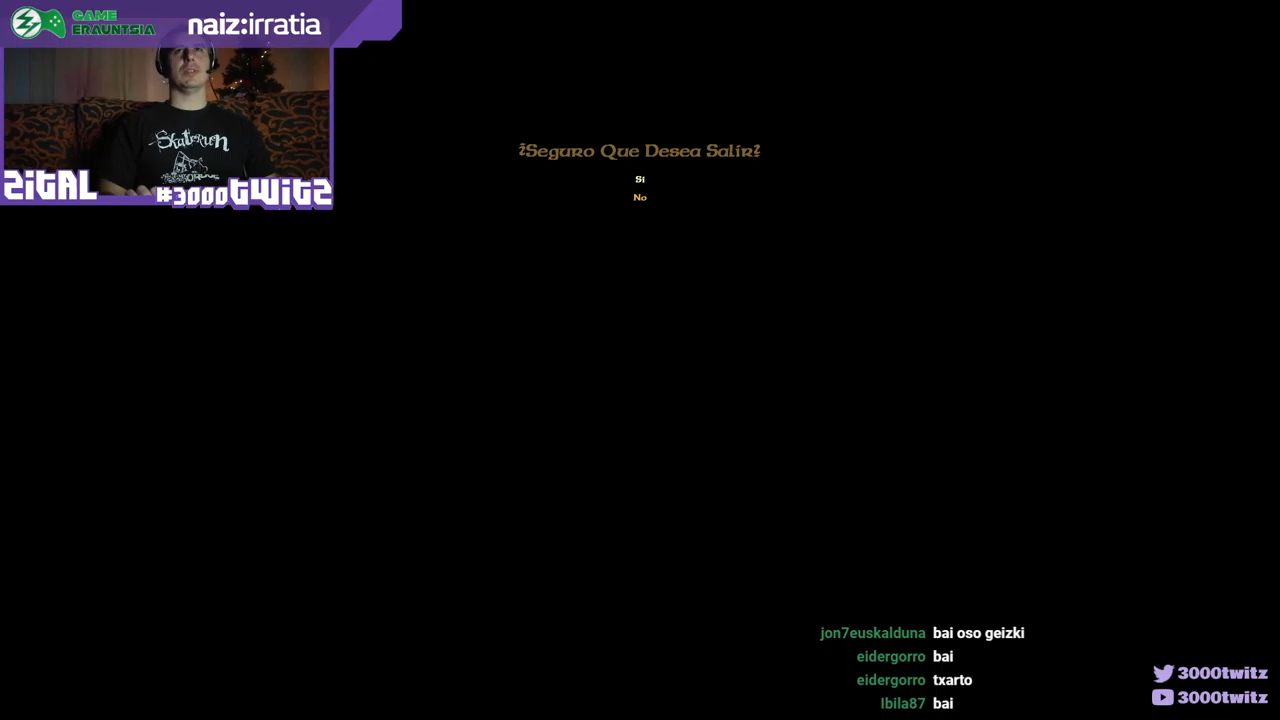 GAME
ERAUNTSIA
naiz:irratia
Skaterun
ZiTAL
#3000TWiTZ
¿Seguro Que Desea Salir?
Sí
No
jon7euskalduna bai oso geizki
eidergorro bai
eidergorro txarto
Ibila87 bai
3000twitz
3000twitz